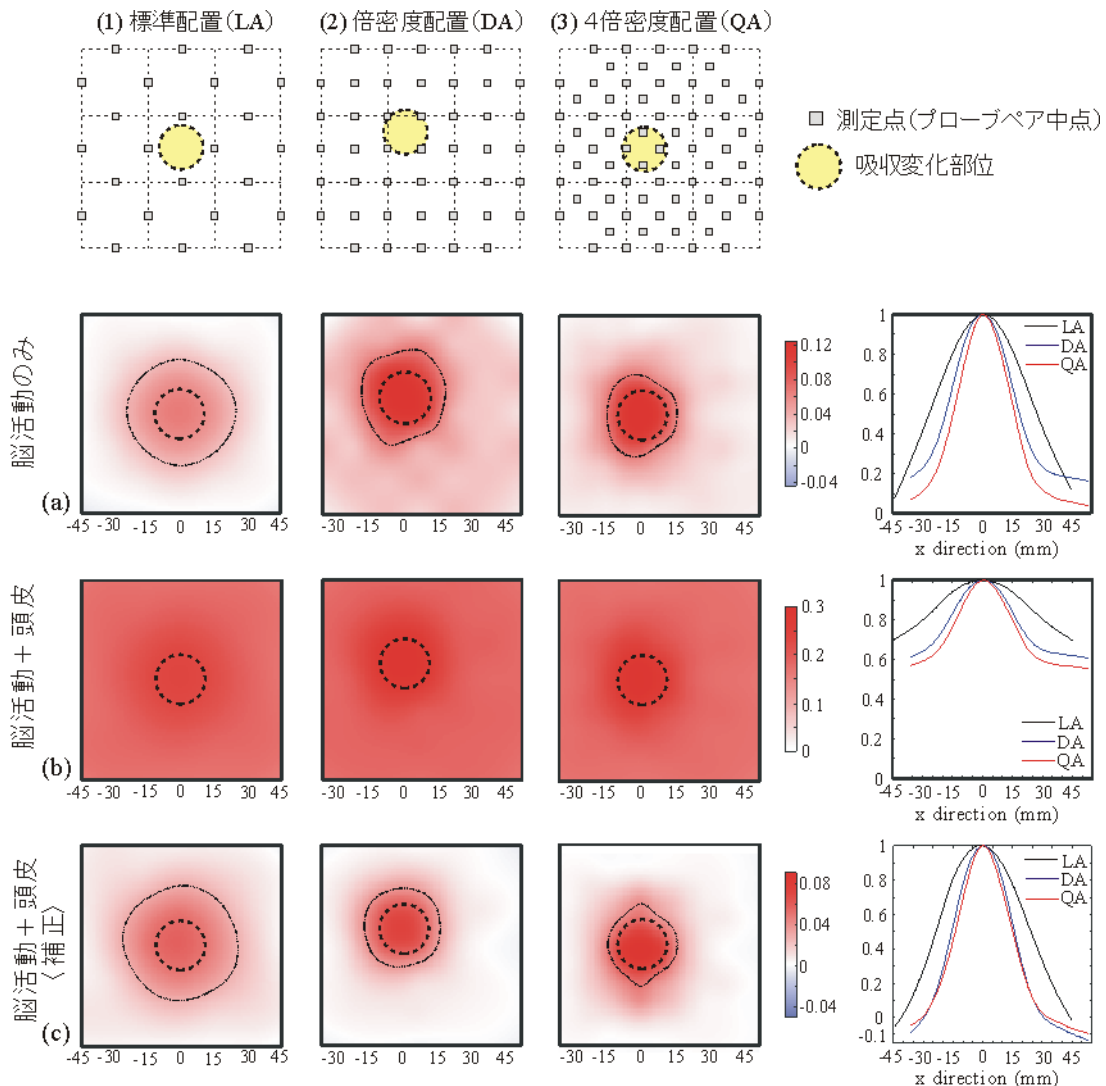 (1) 標準配置(LA)
(2) 倍密度配置(DA)
(3) 4倍密度配置(QA)
測定点(プローブペア中点)
吸収変化部位
脳活動のみ
(a)
-45 -30 -15 0 15 30 45
-30 -15 0 15 30 45
-30 -15 0 15 30 45
0.12
0.08
0.04
0
-0.04
1
0.8
0.6
0.4
0.2
0
LA
DA
QA
-45 -30 -15 0 15 30 45
x direction (mm)
脳活動+頭皮
(b)
-45 -30 -15 0 15 30 45
-30 -15 0 15 30 45
-30 -15 0 15 30 45
0.3
0.2
0.1
0
1
0.8
0.6
0.4
0.2
0
LA
DA
QA
-45 -30 -15 0 15 30 45
x direction (mm)
脳活動+頭皮
〈補正〉
(c)
-45 -30 -15 0 15 30 45
-30 -15 0 15 30 45
-30 -15 0 15 30 45
0.08
0.04
0
-0.04
1
0.8
0.6
0.4
0.2
0
-0.1
LA
DA
QA
-45 -30 -15 0 15 30 45
x direction (mm)